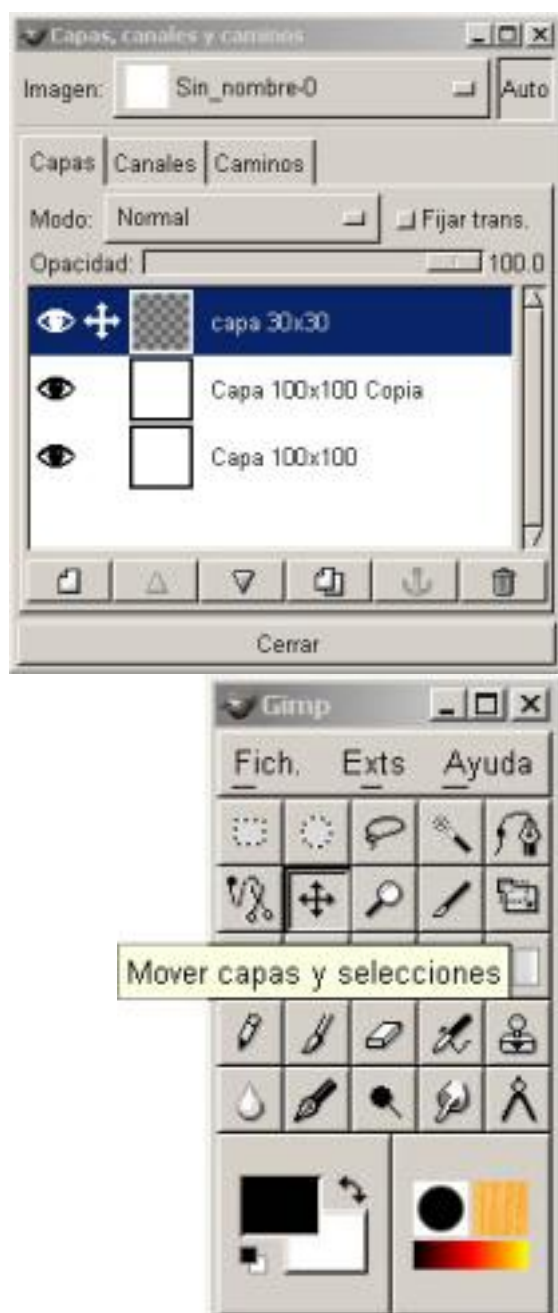 Capas, canales y caminos
Imagen: Sin_nombre-0 Auto
Capas Canales Caminos
Modo: Normal Fijar trans.
Opacidad: 100.0
capa 30x30
Capa 100x100 Copia
Capa 100x100
Cerrar
Gimp
Fich. Exts Ayuda
Mover capas y selecciones